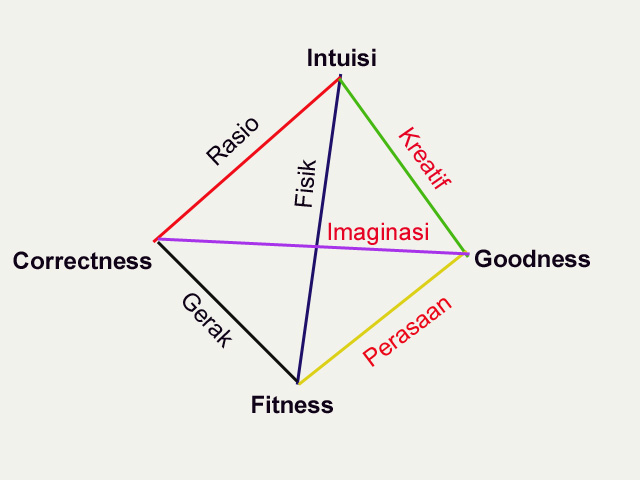 Intuisi
Rasio
Kreatif
Fisik
Imaginasi
Correctness
Goodness
Gerak
Perasaan
Fitness